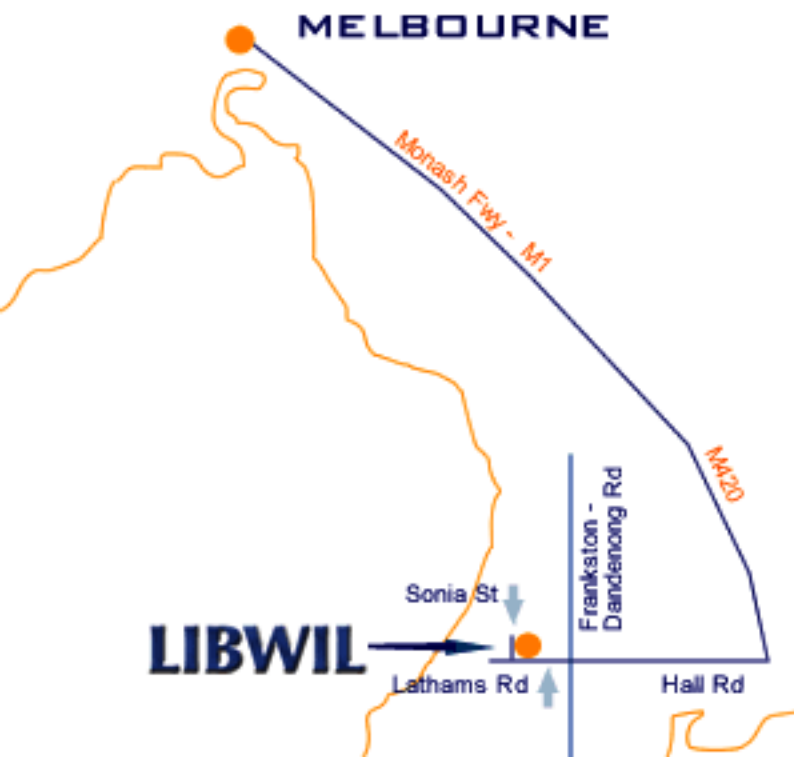 MELBOURNE
Monash Fwy - M1
M420
Frankston -
Dandenong Rd
Sonia St
LIBWIL
Lathams Rd
Hall Rd